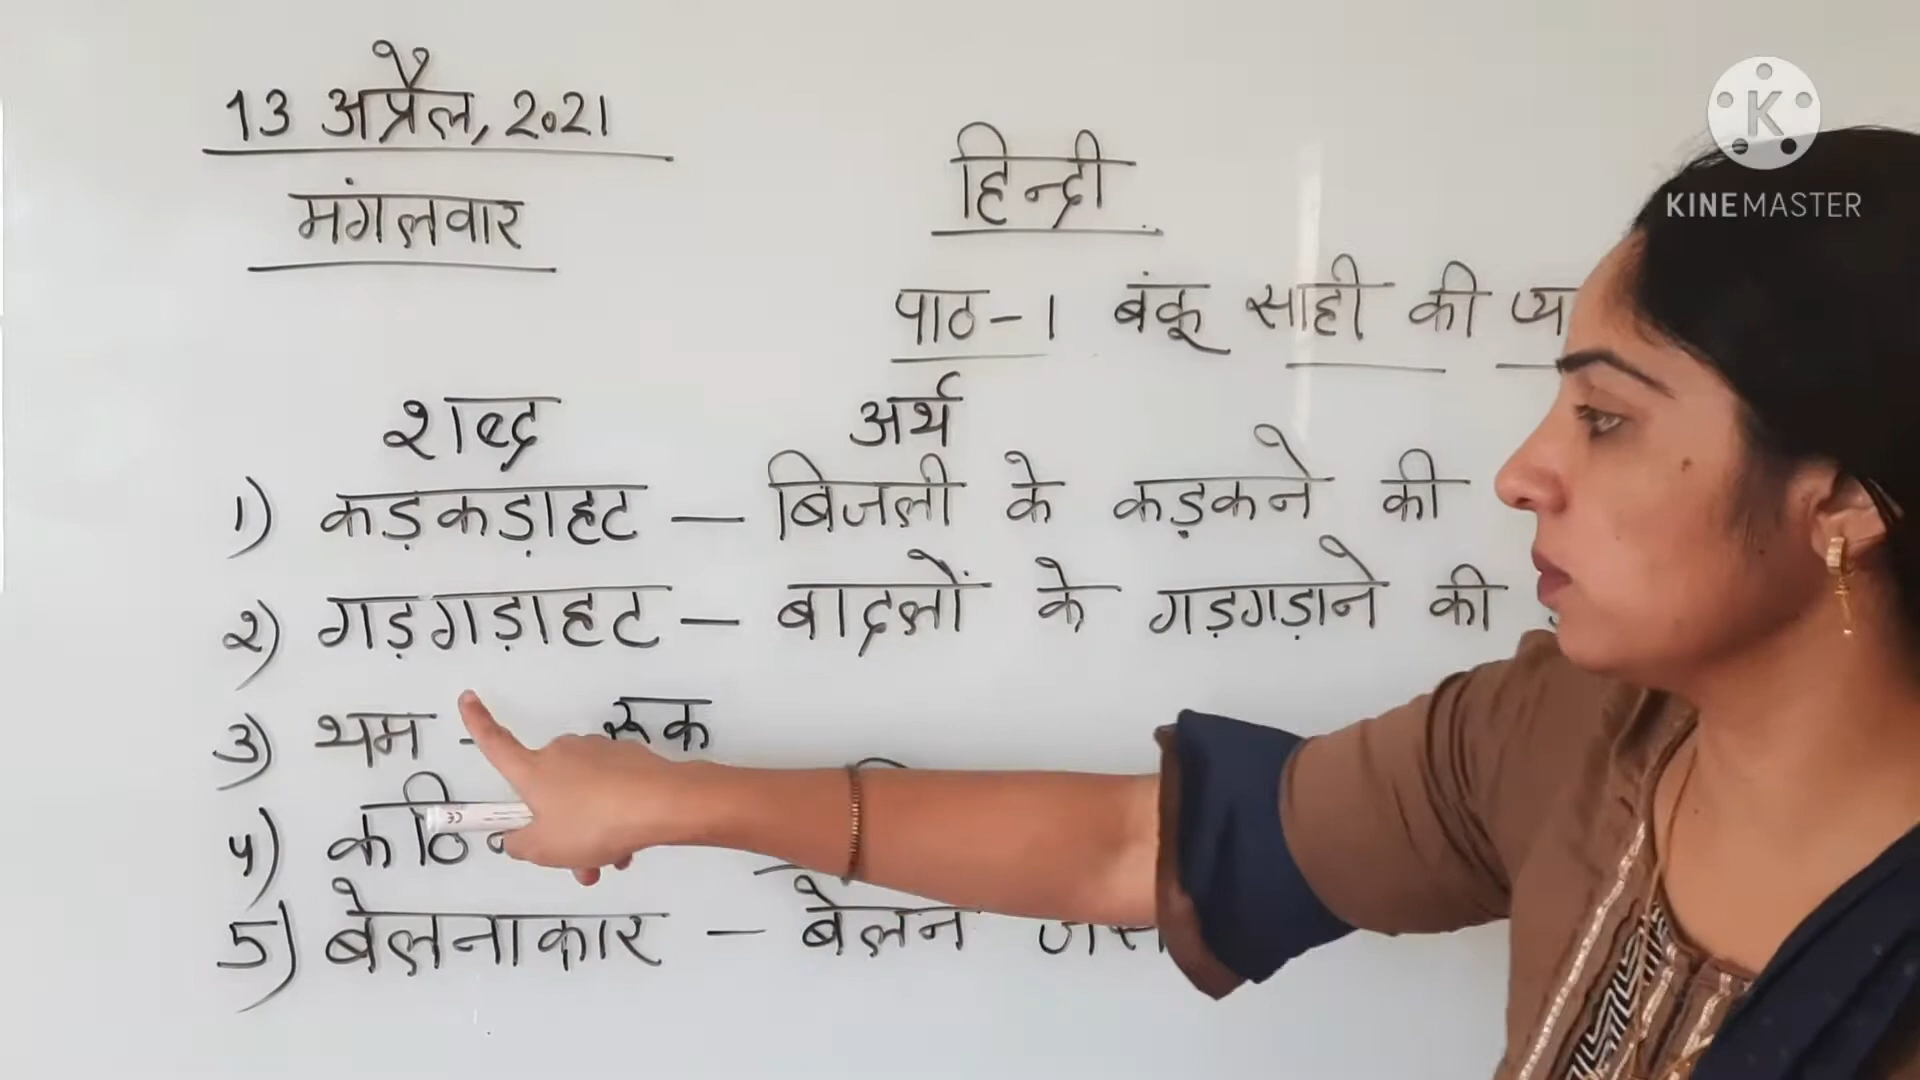 13 अप्रैल, 2021
मंगलवार
हिन्दी
पाठ-1 बंकू साही की
शब्द अर्थ
1) कड़कड़ाहट — बिजली के कड़कने की
2) गड़गड़ाहट — बादलों के गड़गड़ाने की
3) थम - रूक
4)
5) बेलनाकार — बेलन
K
KINEMASTER